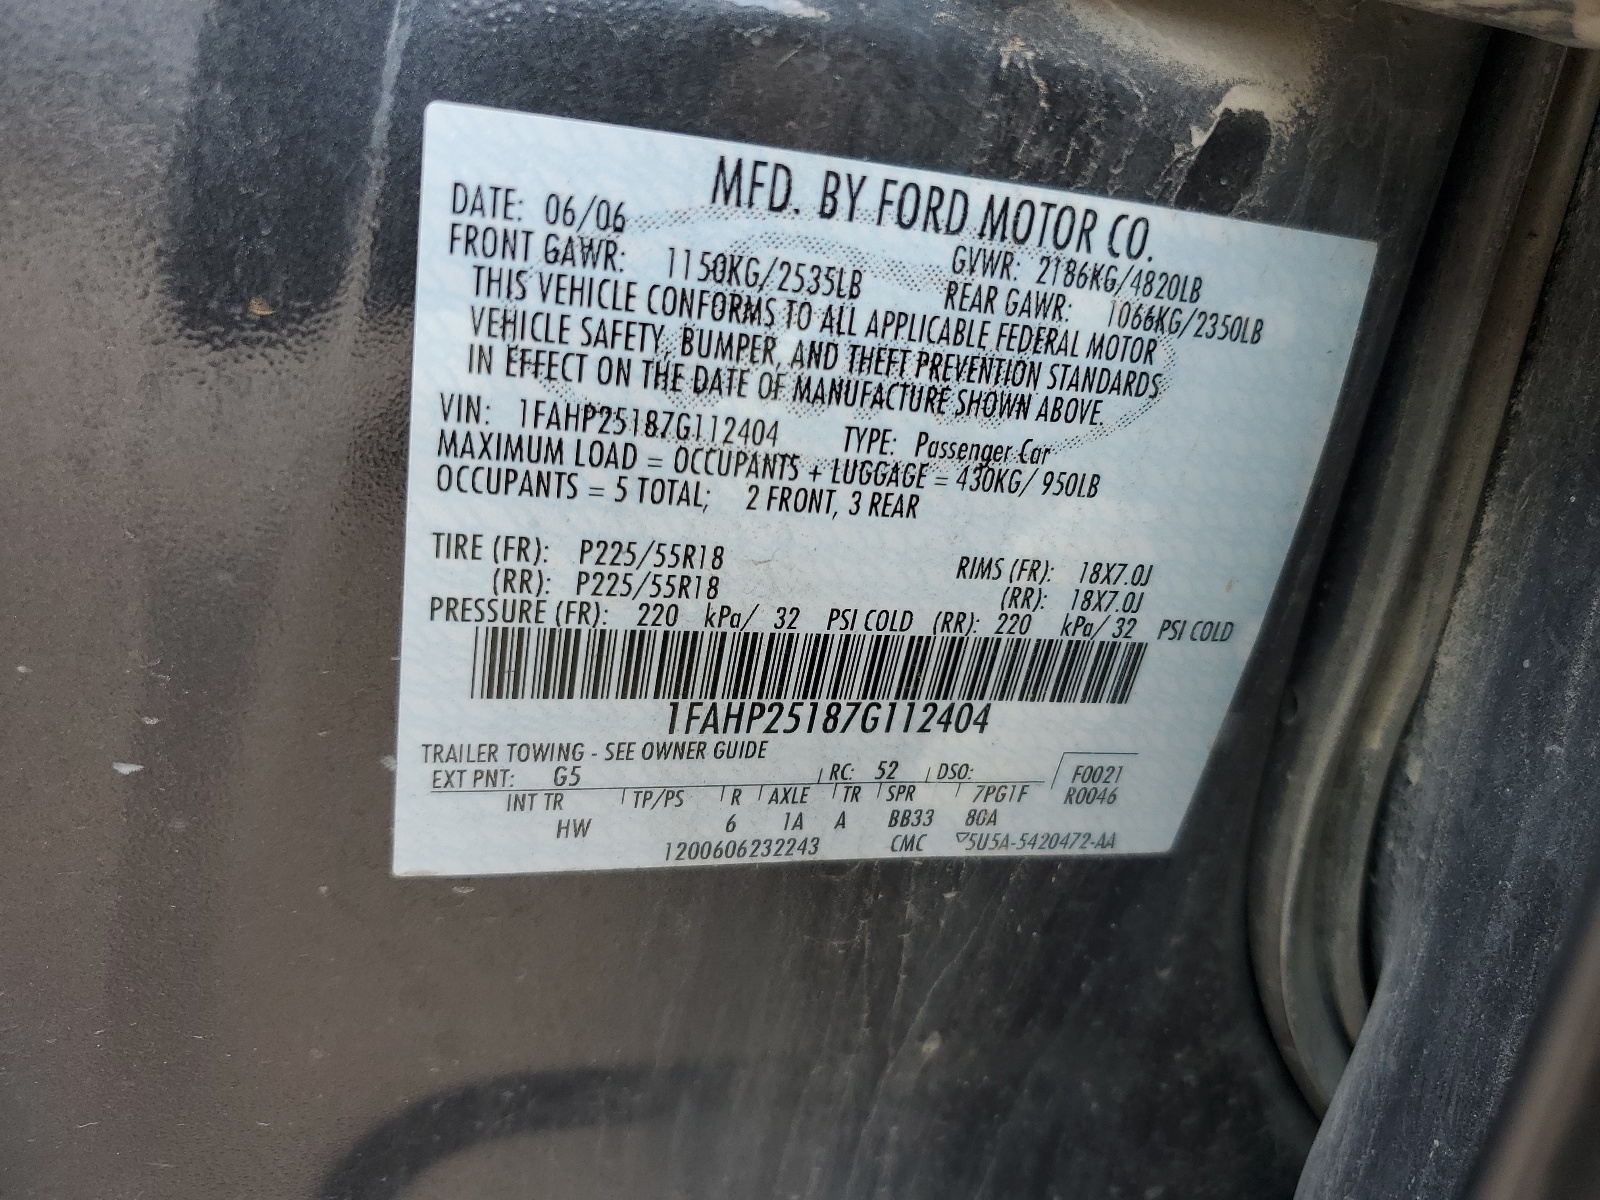 MFD. BY FORD MOTOR CO.
DATE: 06/06 GVWR: 2186KG/4820LB
FRONT GAWR: 1150KG/2535LB REAR GAWR: 1066KG/2350LB
THIS VEHICLE CONFORMS TO ALL APPLICABLE FEDERAL MOTOR
VEHICLE SAFETY, BUMPER, AND THEFT PREVENTION STANDARDS
IN EFFECT ON THE DATE OF MANUFACTURE SHOWN ABOVE.
VIN: 1FAHP25187G112404 TYPE: Passenger Car
MAXIMUM LOAD = OCCUPANTS + LUGGAGE = 430KG/ 950LB
OCCUPANTS = 5 TOTAL; 2 FRONT, 3 REAR
TIRE (FR): P225/55R18 RIMS (FR): 18X7.0J
(RR): P225/55R18 (RR): 18X7.0J
PRESSURE (FR): 220 kPa/ 32 PSI COLD (RR): 220 kPa/ 32 PSI COLD
1FAHP25187G112404
TRAILER TOWING - SEE OWNER GUIDE
EXT PNT: G5 RC: 52 DSO: F0021
INT TR TP/PS R AXLE TR SPR 7PG1F R0046
HW 6 1A A BB33 80A
1200606232243 CMC ▽5U5A-5420472-AA